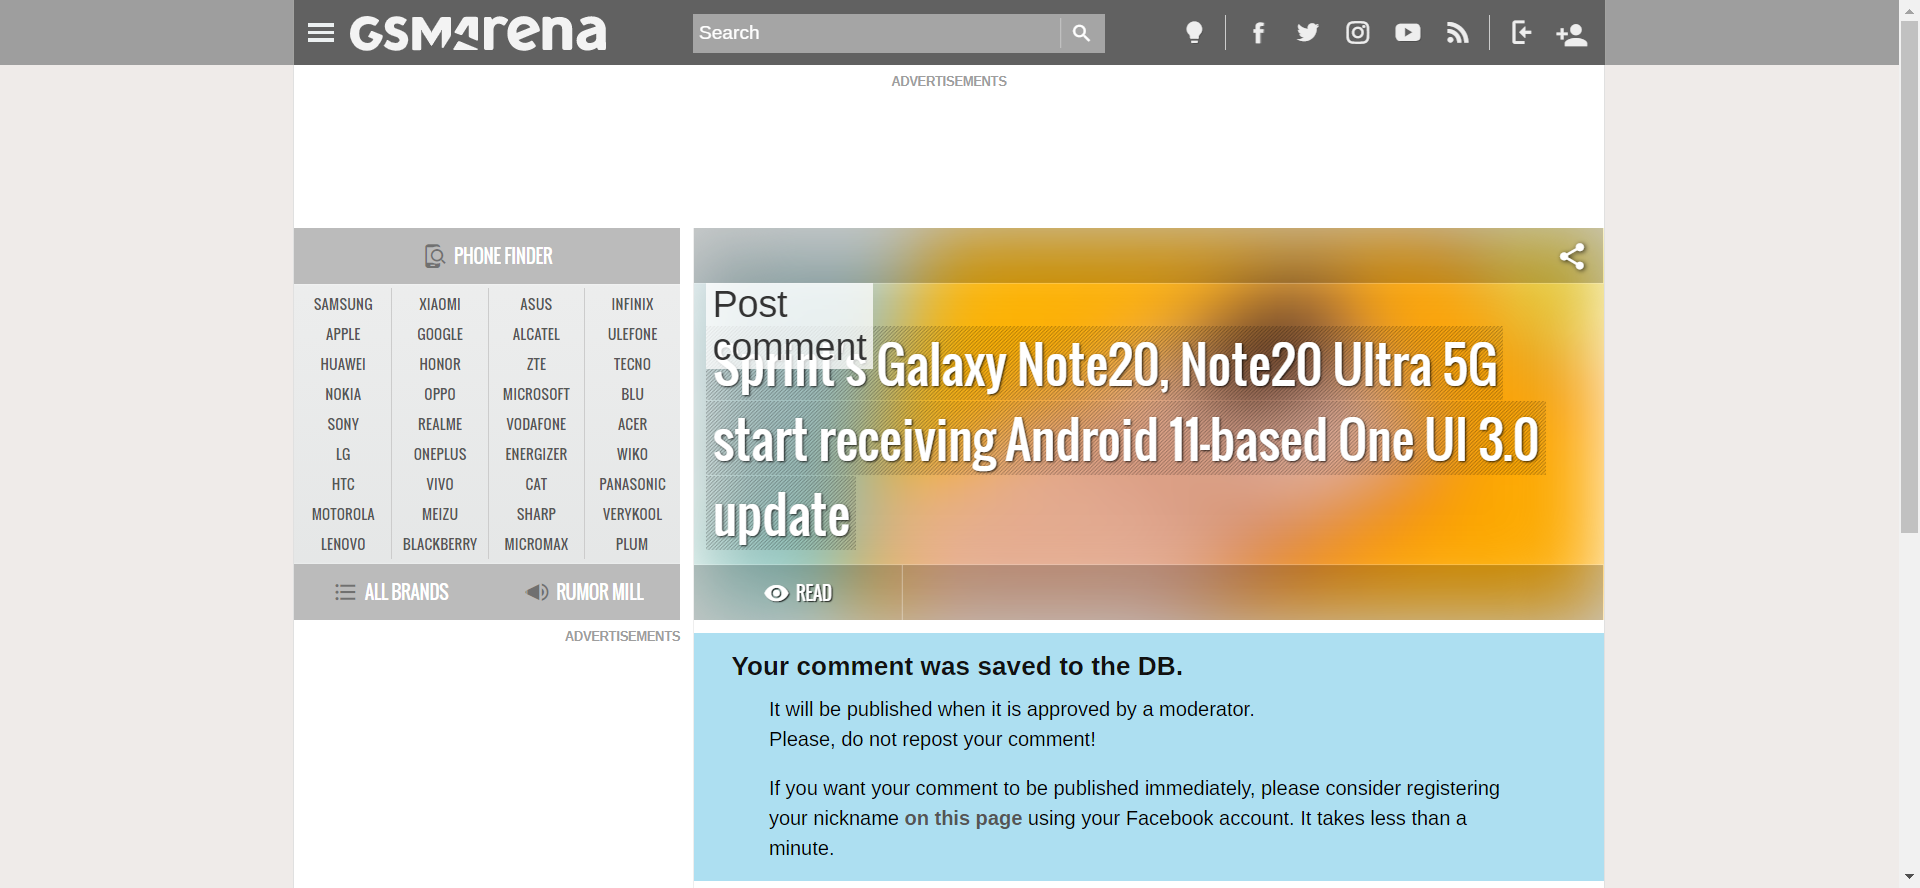 GSMArena
Search
ADVERTISEMENTS
PHONE FINDER
SAMSUNG XIAOMI ASUS INFINIX
APPLE GOOGLE ALCATEL ULEFONE
HUAWEI HONOR ZTE TECNO
NOKIA OPPO MICROSOFT BLU
SONY REALME VODAFONE ACER
LG ONEPLUS ENERGIZER WIKO
HTC VIVO CAT PANASONIC
MOTOROLA MEIZU SHARP VERYKOOL
LENOVO BLACKBERRY MICROMAX PLUM
ALL BRANDS RUMOR MILL
ADVERTISEMENTS
Post
comment
Sprint's Galaxy Note20, Note20 Ultra 5G
start receiving Android 11-based One UI 3.0
update
READ
Your comment was saved to the DB.
It will be published when it is approved by a moderator.
Please, do not repost your comment!
If you want your comment to be published immediately, please consider registering
your nickname on this page using your Facebook account. It takes less than a
minute.